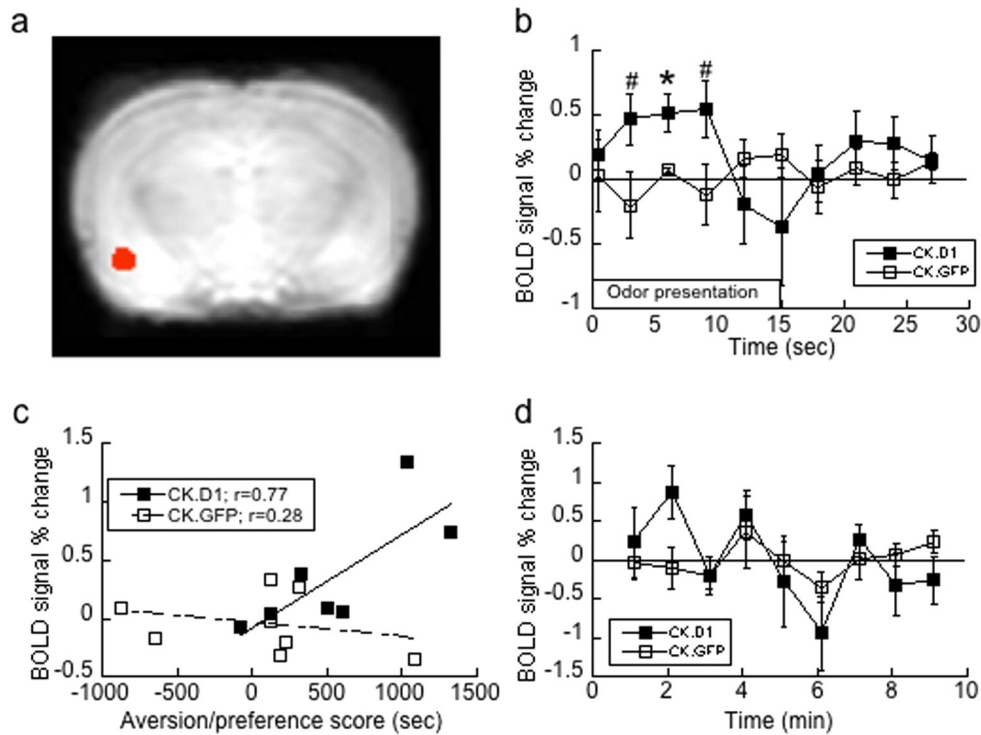 a
b
BOLD signal % change
1
0.5
0
-0.5
-1
# * #
CK.D1
CK.GFP
Odor presentation
0 5 10 15 20 25 30
Time (sec)
c
BOLD signal % change
1.5
1
0.5
0
-0.5
CK.D1; r=0.77
CK.GFP; r=0.28
-1000 -500 0 500 1000 1500
Aversion/preference score (sec)
d
BOLD signal % change
1.5
1
0.5
0
-0.5
-1
-1.5
CK.D1
CK.GFP
0 2 4 6 8 10
Time (min)